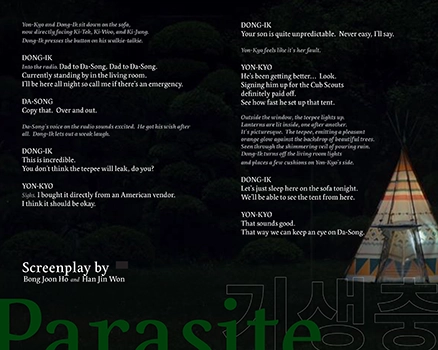 Yon-Kyo and Dong-Ik sit down on the sofa,
now directly facing Ki-Tek, Ki-Woo, and Ki-Jung.
Dong-Ik presses the button on his walkie-talkie.
DONG-IK
Into the radio. Dad to Da-Song. Dad to Da-Song.
Currently standing by in the living room.
I'll be here all night so call me if there's an emergency.
DA-SONG
Copy that. Over and out.
Da-Song's voice on the radio sounds excited. He got his wish after
all. Dong-Ik lets out a weak laugh.
DONG-IK
This is incredible.
You don't think the teepee will leak, do you?
YON-KYO
Sighs. I bought it directly from an American vendor.
I think it should be okay.
Screenplay by
Bong Joon Ho and Han Jin Won
DONG-IK
Your son is quite unpredictable. Never easy, I'll say.
Yon-Kyo feels like it's her fault.
YON-KYO
He's been getting better... Look.
Signing him up for the Cub Scouts
definitely paid off.
See how fast he set up that tent.
Outside the window, the teepee lights up.
Lanterns are lit inside, one after another.
It's picturesque. The teepee, emitting a pleasant
orange glow against the backdrop of beautiful trees.
Seen through the shimmering veil of pouring rain.
Dong-Ik turns off the living room lights
and places a few cushions on Yon-Kyo's side.
DONG-IK
Let's just sleep here on the sofa tonight.
We'll be able to see the tent from here.
YON-KYO
That sounds good.
That way we can keep an eye on Da-Song.
기생충
Parasite